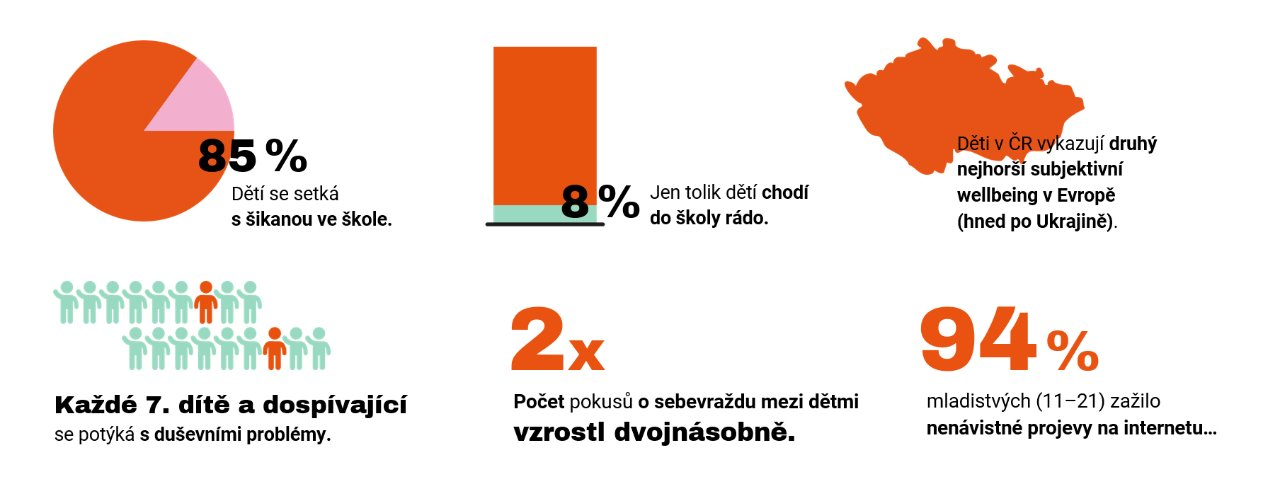 85 %
Dětí se setká
s šikanou ve škole.
8 %
Jen tolik dětí chodí
do školy rádo.
Děti v ČR vykazují druhý
nejhorší subjektivní
wellbeing v Evropě
(hned po Ukrajině).
Každé 7. dítě a dospívající
se potýká s duševními problémy.
2x
Počet pokusů o sebevraždu mezi dětmi
vzrostl dvojnásobně.
94 %
mladistvých (11–21) zažilo
nenávistné projevy na internetu...